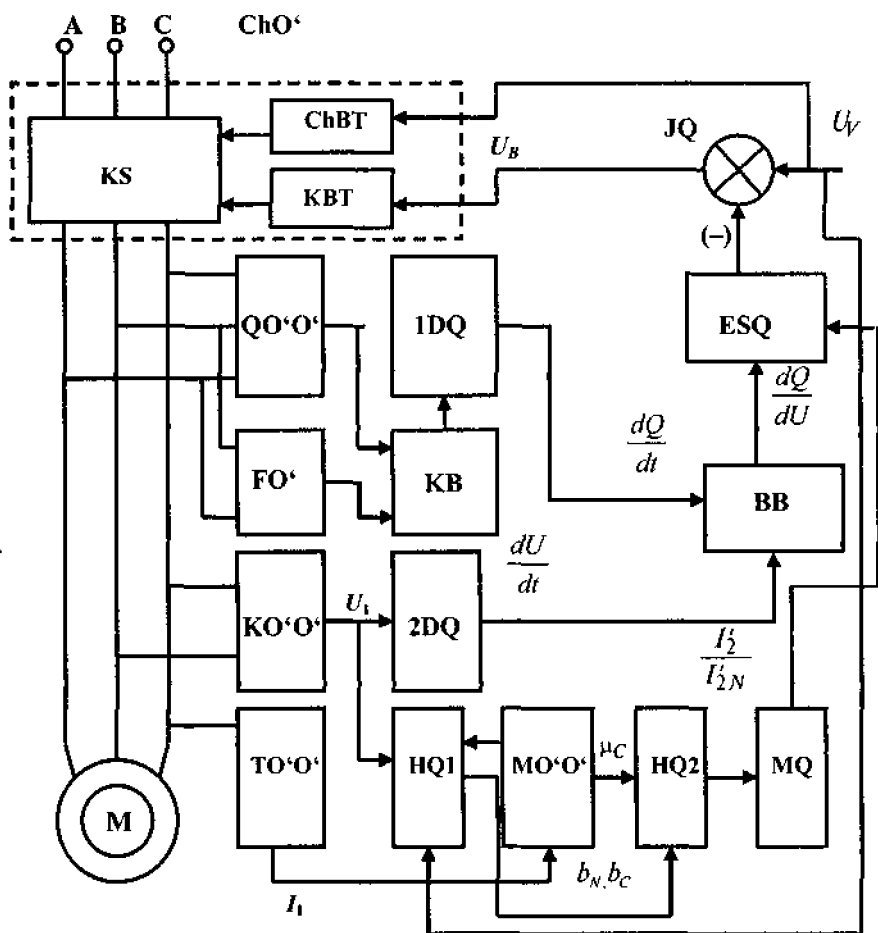 A B C ChO‘
ChBT
JQ
U_V
KS
U_B
KBT
(–)
QO‘O‘
1DQ
ESQ
dQ
dU
dQ
dt
FO‘
KB
BB
dU
dt
KO‘O‘
U₁
2DQ
I′₂
I′₂N
TO‘O‘
HQ1
MO‘O‘
μ_C
HQ2
MQ
M
I₁
b_N, b_C